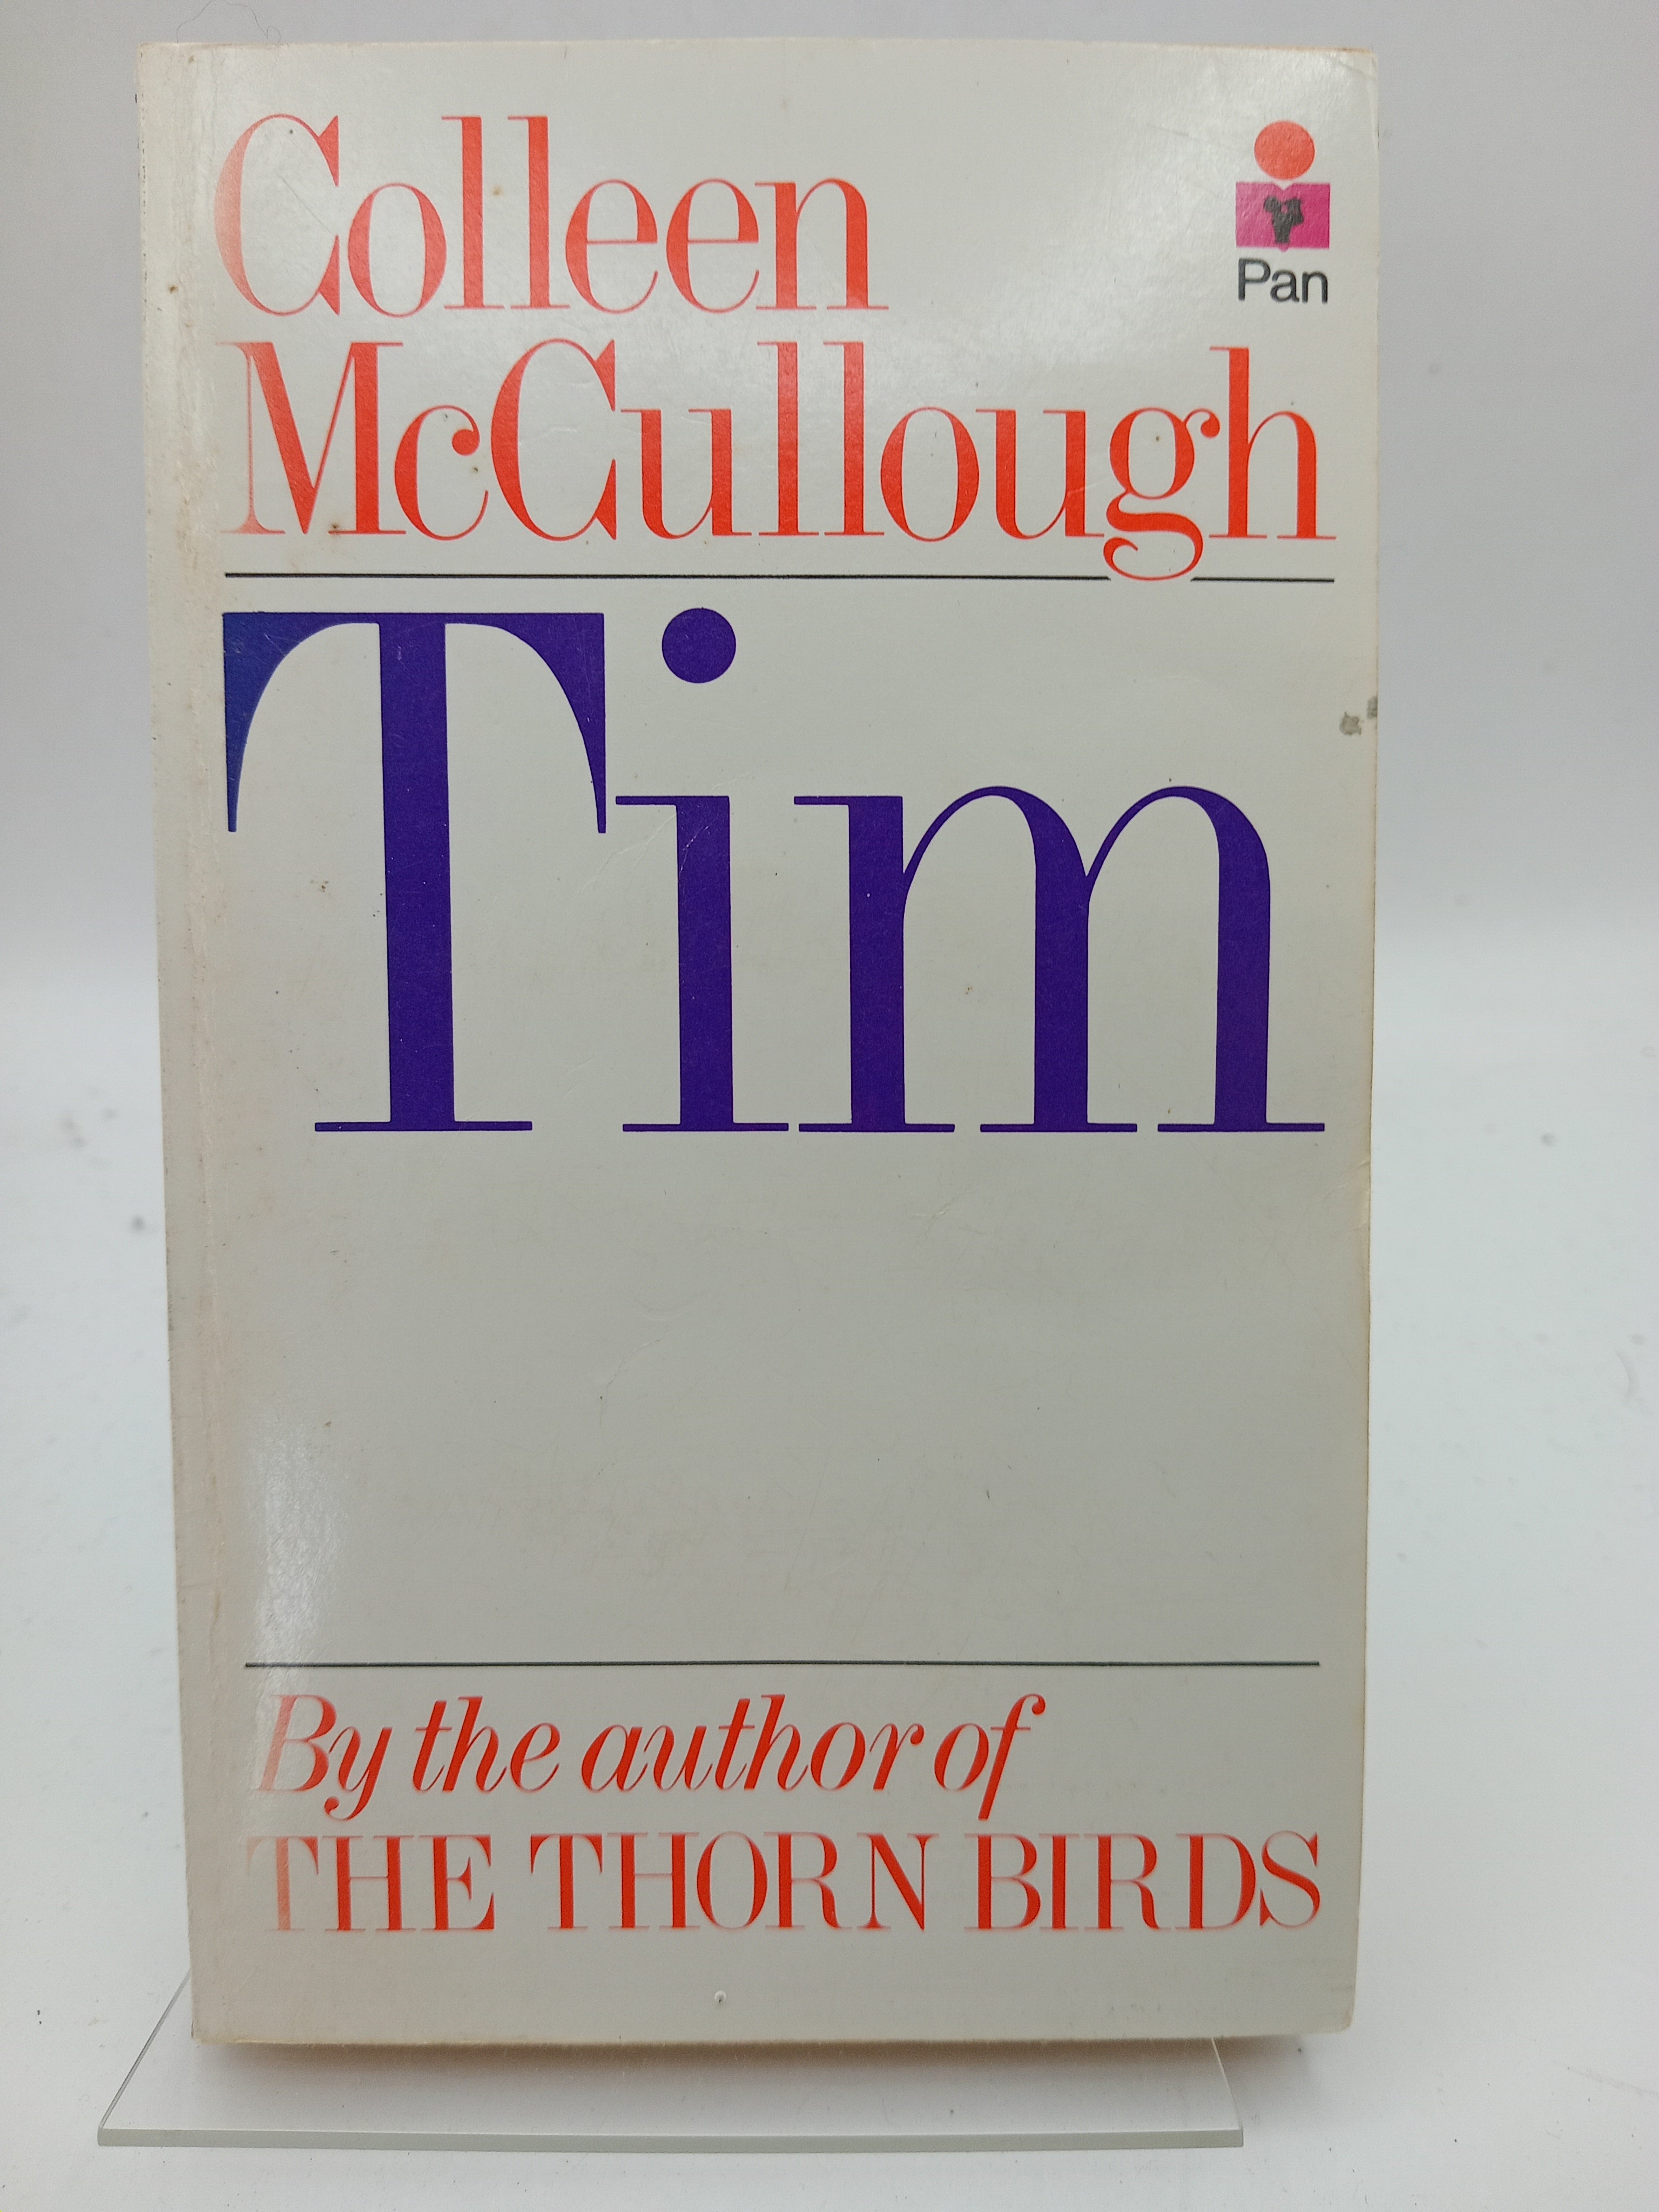 Colleen
Pan
McCullough
Tim
By the author of
THE THORN BIRDS